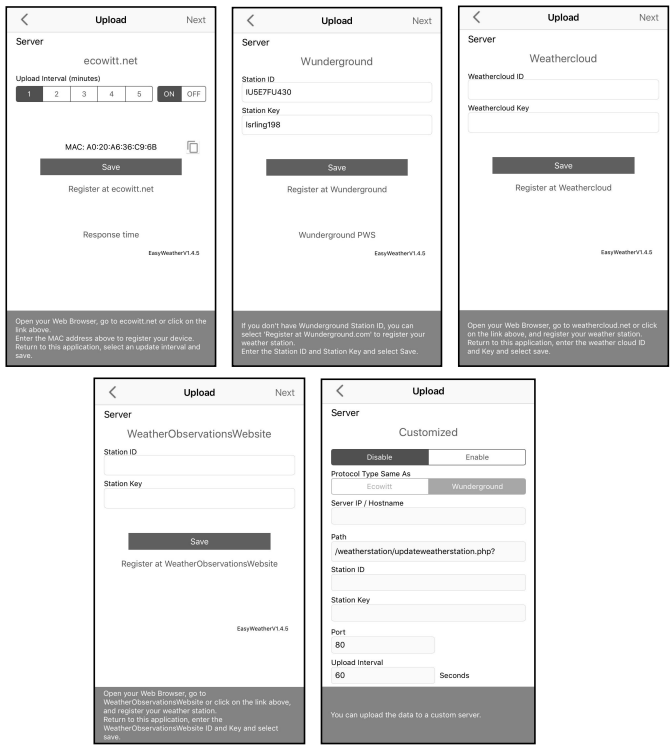 Upload
Next
Server
ecowitt.net
Upload Interval (minutes)
1 2 3 4 5 ON OFF
MAC: A0:20:A6:36:C9:6B
Save
Register at ecowitt.net
Response time
EasyWeatherV1.4.5
Open your Web Browser, go to ecowitt.net or click on the
link above.
Enter the MAC address above to register your device.
Return to this application, select an update interval and
save.
Upload
Next
Server
Wunderground
Station ID
IU5E7FU430
Station Key
lsrling198
Save
Register at Wunderground
Wunderground PWS
EasyWeatherV1.4.5
If you don't have Wunderground Station ID, you can
select 'Register at Wunderground.com' to register your
weather station.
Enter the Station ID and Station Key and select Save.
Upload
Next
Server
Weathercloud
Weathercloud ID
Weathercloud Key
Save
Register at Weathercloud
EasyWeatherV1.4.5
Open your Web Browser, go to weathercloud.net or click
on the link above, and register your weather station.
Return to this application, enter the weather cloud ID
and Key and select save.
Upload
Next
Server
WeatherObservationsWebsite
Station ID
Station Key
Save
Register at WeatherObservationsWebsite
EasyWeatherV1.4.5
Open your Web Browser, go to
WeatherObservationsWebsite or click on the link above,
and register your weather station.
Return to this application, enter the
WeatherObservationsWebsite ID and Key and select
save.
Upload
Server
Customized
Disable Enable
Protocol Type Same As
Ecowitt Wunderground
Server IP / Hostname
Path
/weatherstation/updateweatherstation.php?
Station ID
Station Key
Port
80
Upload Interval
60 Seconds
You can upload the data to a custom server.